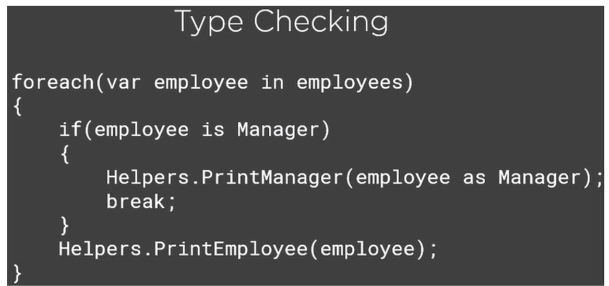 Type Checking
foreach(var employee in employees)
{
    if(employee is Manager)
    {
        Helpers.PrintManager(employee as Manager);
        break;
    }
    Helpers.PrintEmployee(employee);
}